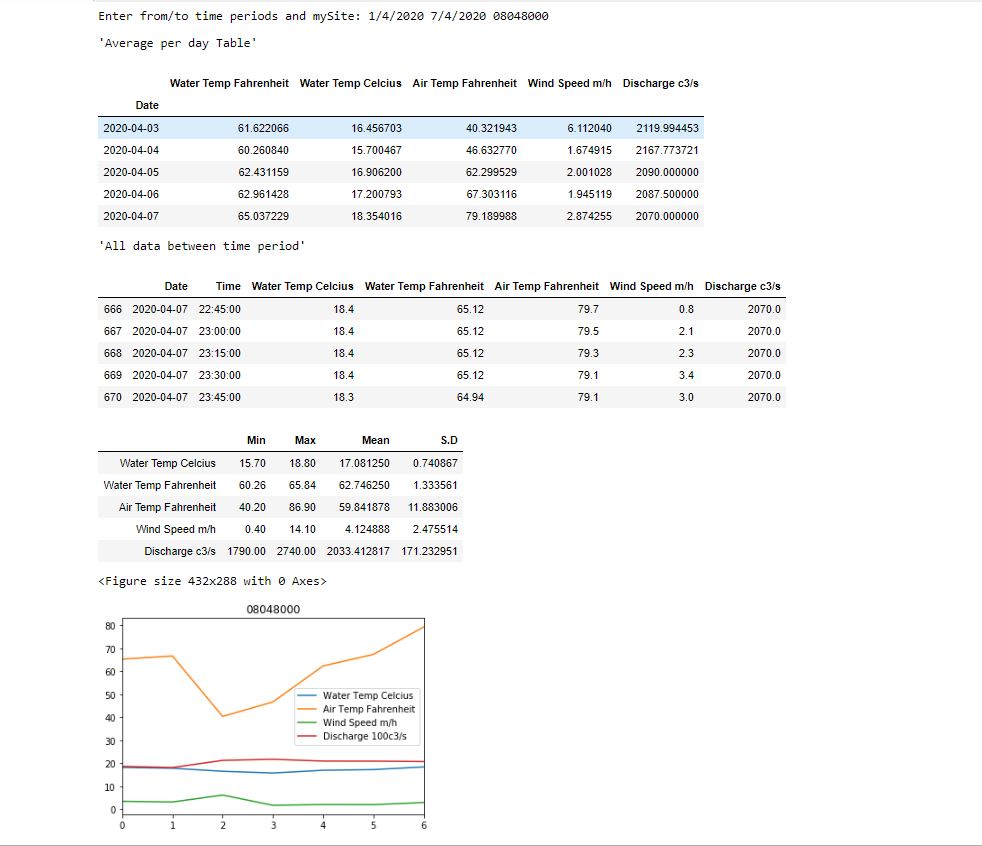 Enter from/to time periods and mySite: 1/4/2020 7/4/2020 08048000
'Average per day Table'
Water Temp Fahrenheit Water Temp Celcius Air Temp Fahrenheit Wind Speed m/h Discharge c3/s
Date
2020-04-03 61.622066 16.456703 40.321943 6.112040 2119.994453
2020-04-04 60.260840 15.700467 46.632770 1.674915 2167.773721
2020-04-05 62.431159 16.906200 62.299529 2.001028 2090.000000
2020-04-06 62.961428 17.200793 67.303116 1.945119 2087.500000
2020-04-07 65.037229 18.354016 79.189988 2.874255 2070.000000
'All data between time period'
Date Time Water Temp Celcius Water Temp Fahrenheit Air Temp Fahrenheit Wind Speed m/h Discharge c3/s
666 2020-04-07 22:45:00 18.4 65.12 79.7 0.8 2070.0
667 2020-04-07 23:00:00 18.4 65.12 79.5 2.1 2070.0
668 2020-04-07 23:15:00 18.4 65.12 79.3 2.3 2070.0
669 2020-04-07 23:30:00 18.4 65.12 79.1 3.4 2070.0
670 2020-04-07 23:45:00 18.3 64.94 79.1 3.0 2070.0
Min Max Mean S.D
Water Temp Celcius 15.70 18.80 17.081250 0.740867
Water Temp Fahrenheit 60.26 65.84 62.746250 1.333561
Air Temp Fahrenheit 40.20 86.90 59.841878 11.883006
Wind Speed m/h 0.40 14.10 4.124888 2.475514
Discharge c3/s 1790.00 2740.00 2033.412817 171.232951
<Figure size 432x288 with 0 Axes>
08048000
80
70
60
50
40
30
20
10
0
Water Temp Celcius
Air Temp Fahrenheit
Wind Speed m/h
Discharge 100c3/s
0 1 2 3 4 5 6